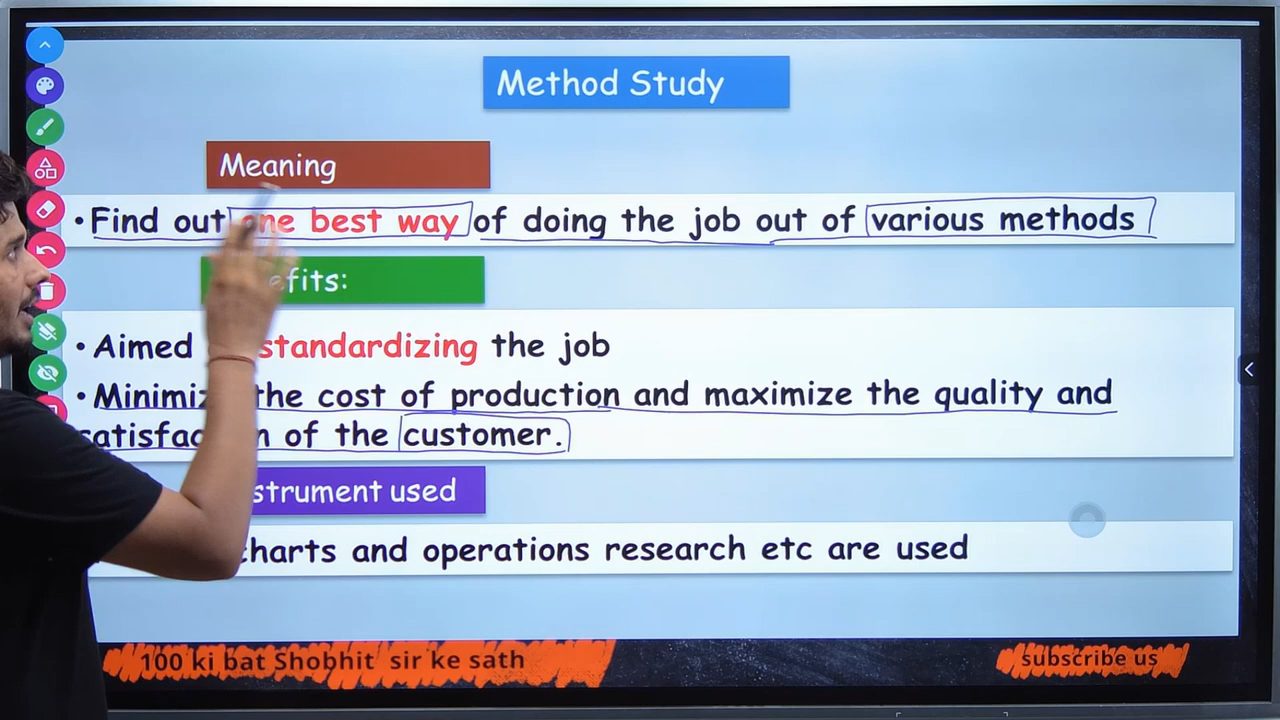 Method Study
Meaning
• Find out one best way of doing the job out of various methods
efits:
• Aimed standardizing the job
• Minimiz the cost of production and maximize the quality and
satisfac n of the customer.
strument used
charts and operations research etc are used
100 ki bat Shobhit sir ke sath
subscribe us